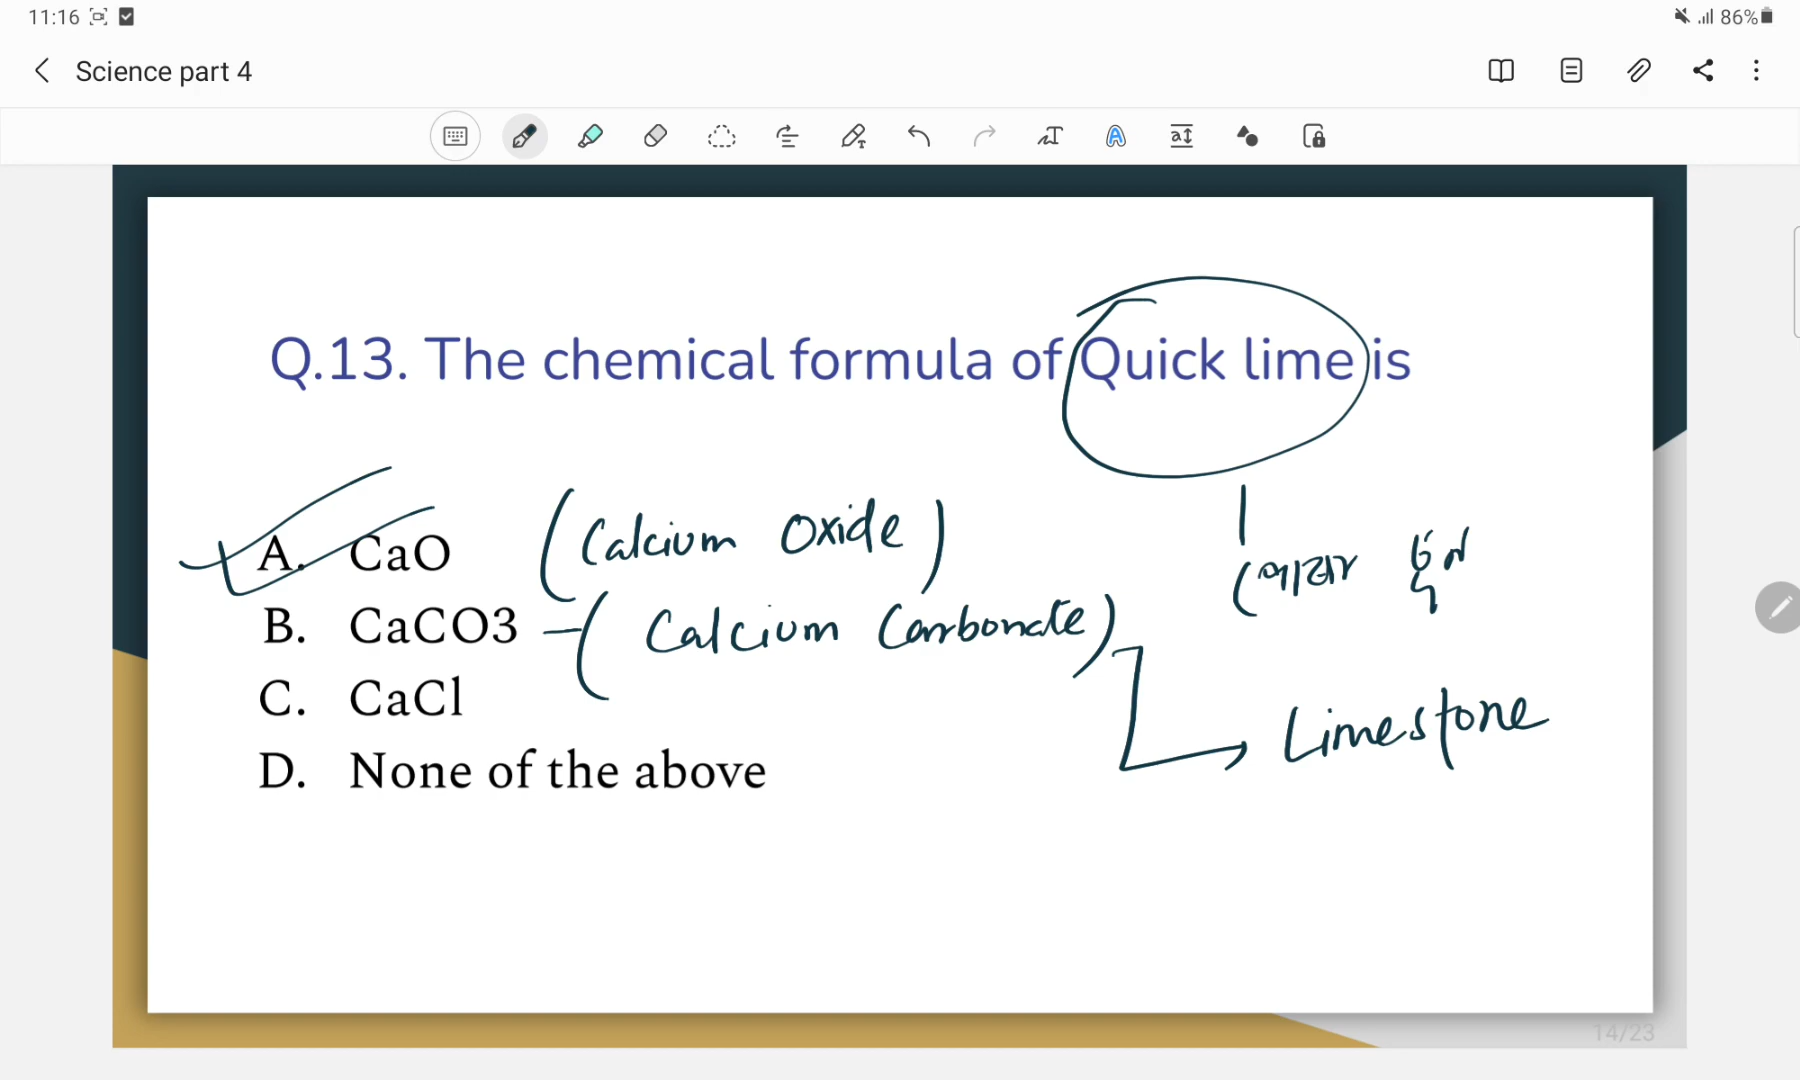 11:16
86%
Science part 4
Q.13. The chemical formula of Quick lime is
A. CaO (Calcium Oxide)
B. CaCO3 - (Calcium Carbonate)
C. CaCl
Limestone
D. None of the above
14/23